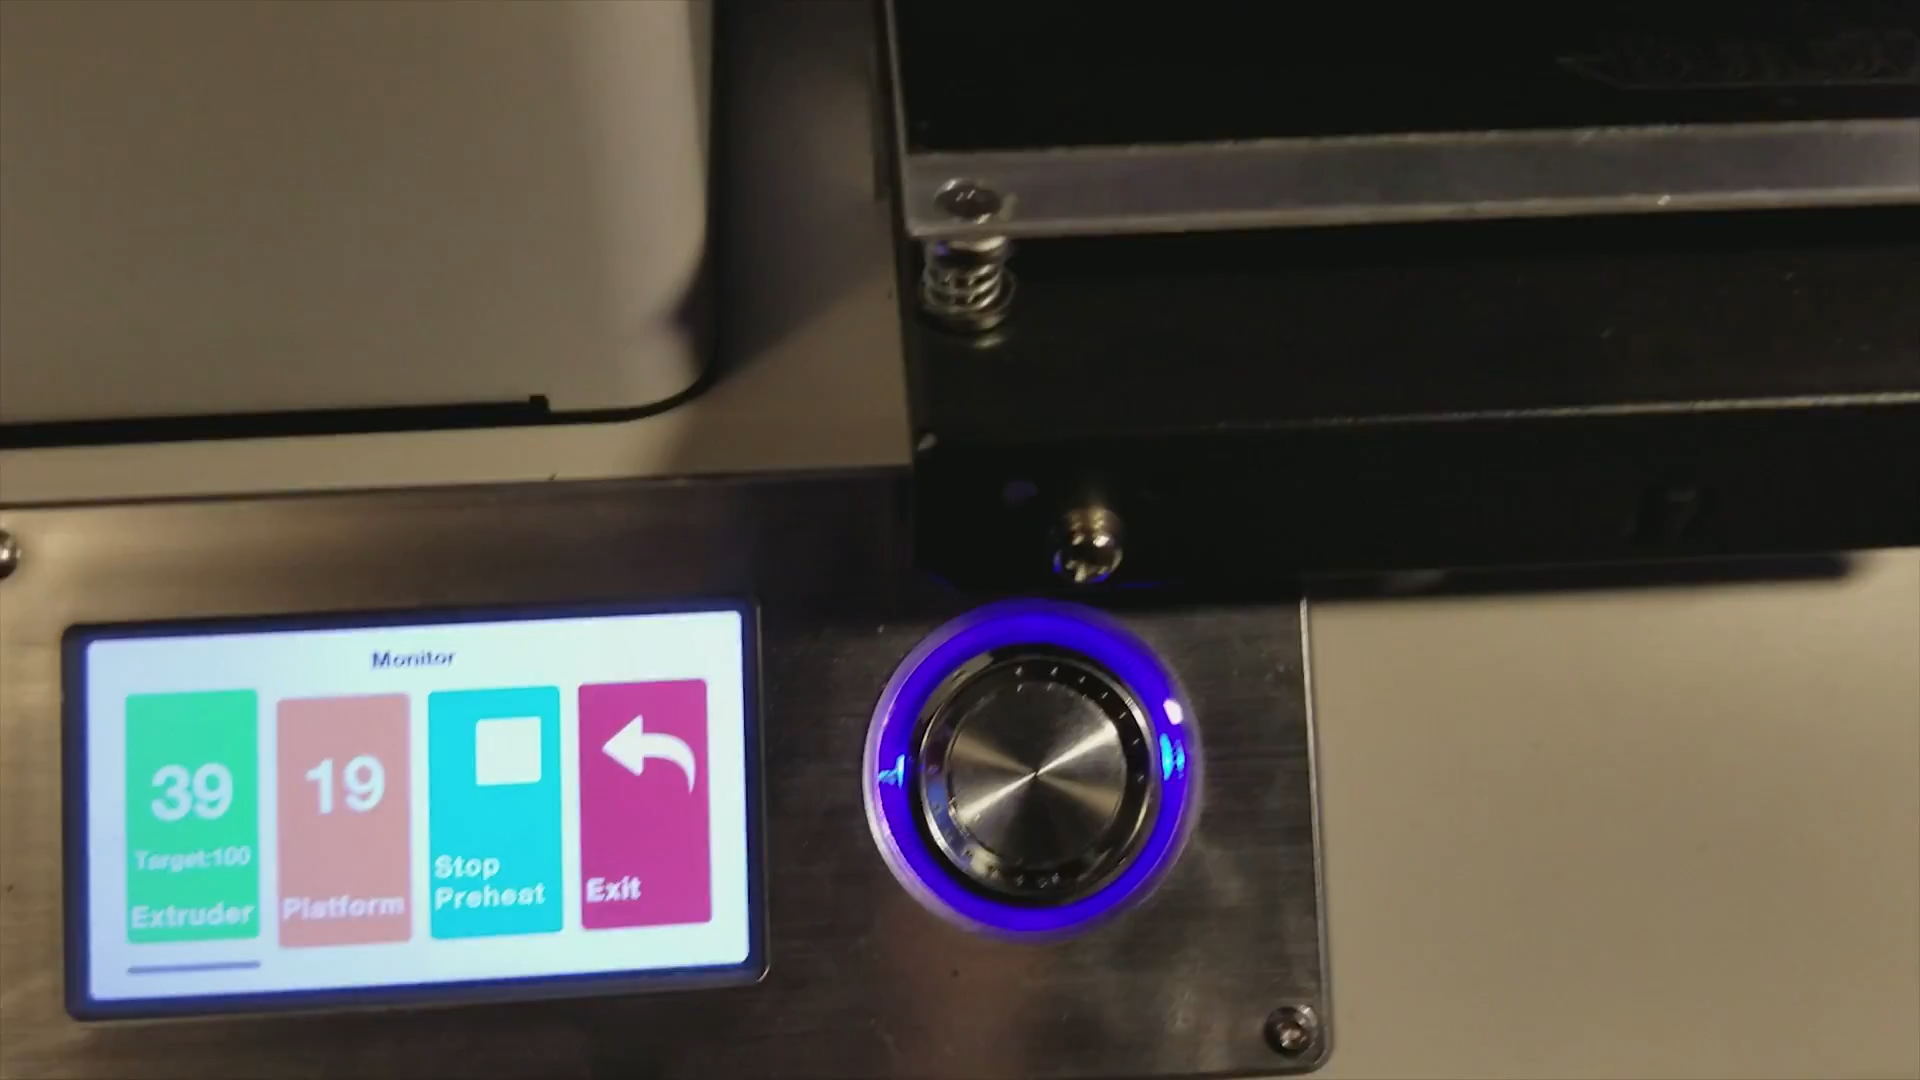 Monitor
39
Target:100
Extruder
19
Platform
Stop
Preheat
Exit